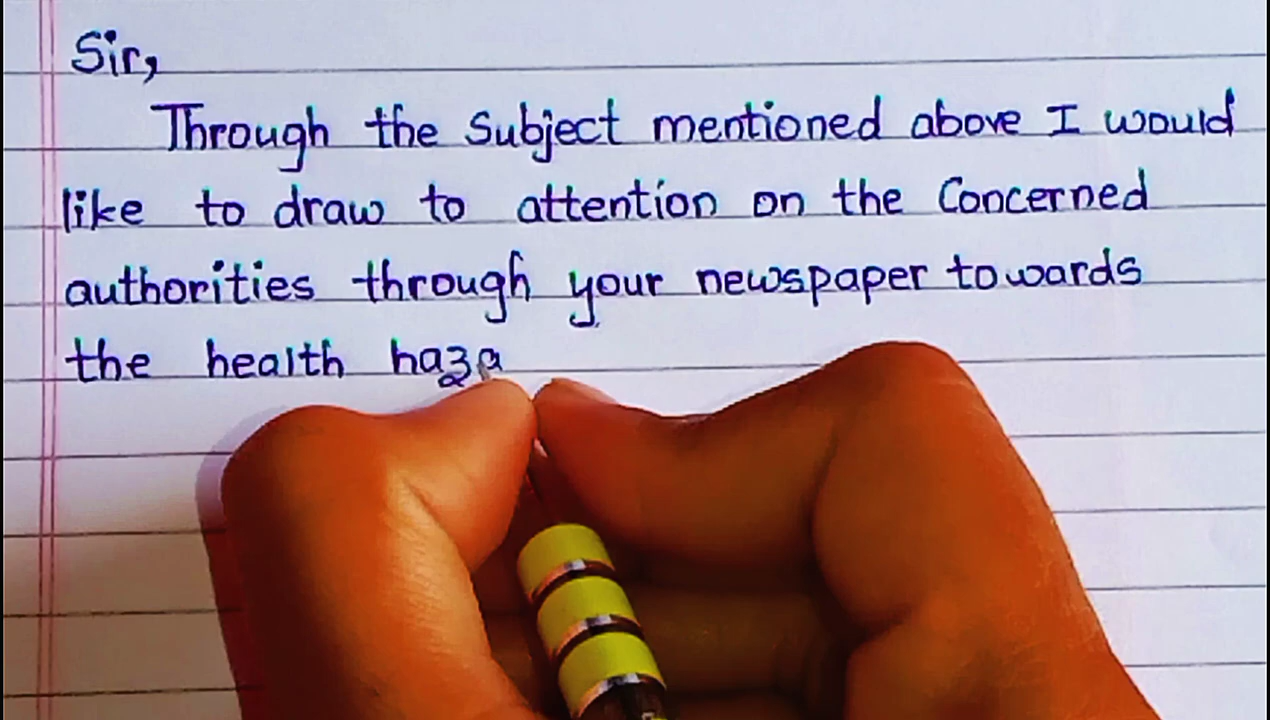 Sir,
Through the Subject mentioned above I would
like to draw to attention on the Concerned
authorities through your newspaper towards
the health haza